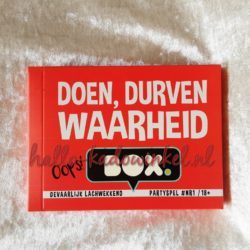 DOEN, DURVEN
WAARHEID
hallo-kadowinkel.nl
Oops!
BOX.
GEVAARLIJK LACHWEKKEND
PARTYSPEL #NR1 / 18+